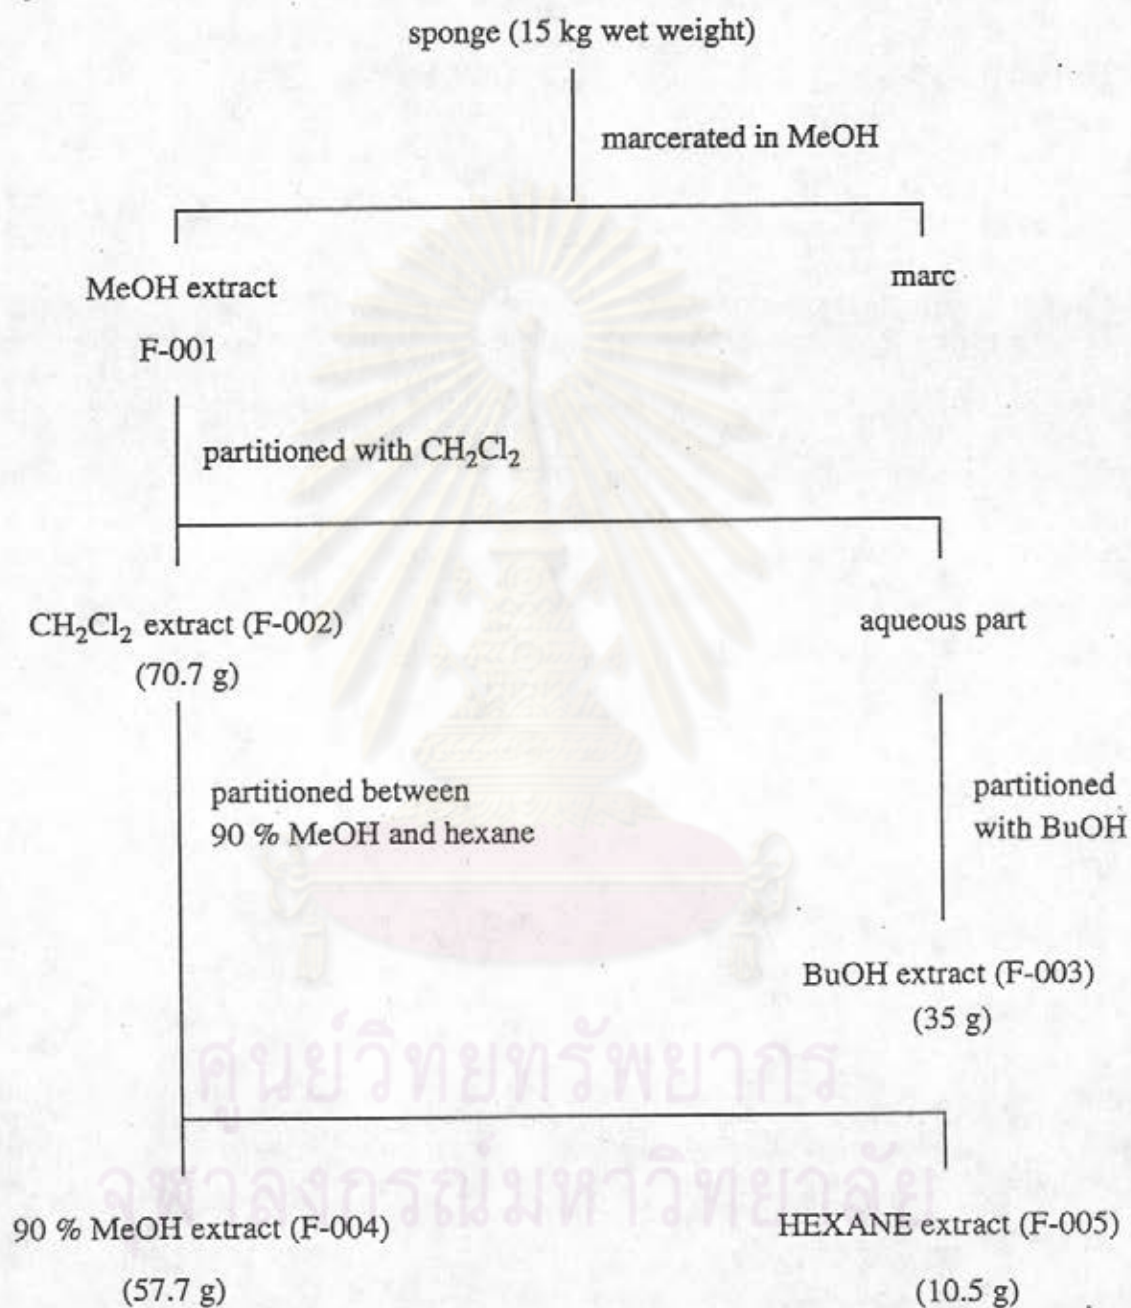 sponge (15 kg wet weight)
marcerated in MeOH
MeOH extract
F-001
marc
partitioned with CH₂Cl₂
CH₂Cl₂ extract (F-002)
(70.7 g)
aqueous part
partitioned between
90 % MeOH and hexane
partitioned
with BuOH
BuOH extract (F-003)
(35 g)
ศูนย์วิทยทรัพยากร
จุฬาลงกรณ์มหาวิทยาลัย
90 % MeOH extract (F-004)
(57.7 g)
HEXANE extract (F-005)
(10.5 g)